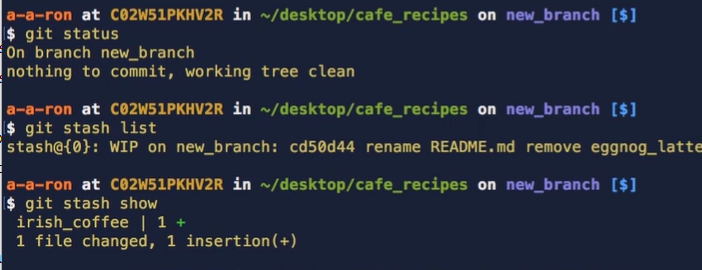 a-a-ron at C02W51PKHV2R in ~/desktop/cafe_recipes on new_branch [$]
$ git status
On branch new_branch
nothing to commit, working tree clean
a-a-ron at C02W51PKHV2R in ~/desktop/cafe_recipes on new_branch [$]
$ git stash list
stash@{0}: WIP on new_branch: cd50d44 rename README.md remove eggnog_latte
a-a-ron at C02W51PKHV2R in ~/desktop/cafe_recipes on new_branch [$]
$ git stash show
irish_coffee | 1 +
1 file changed, 1 insertion(+)